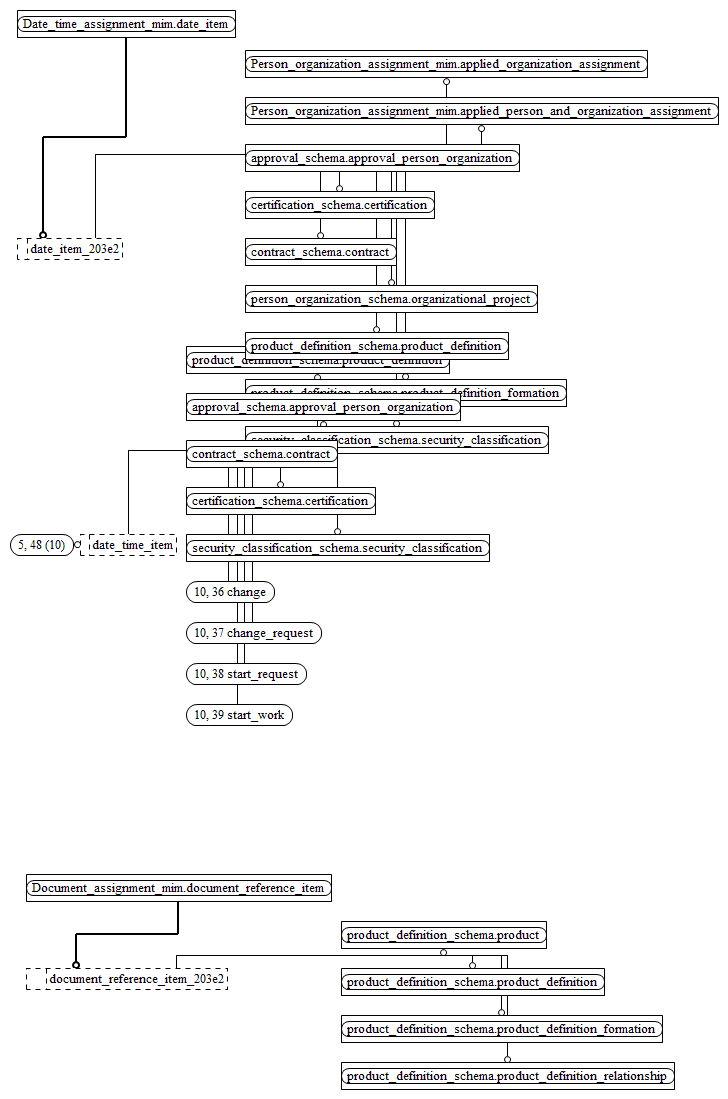 Date_time_assignment_mim.date_item
Person_organization_assignment_mim.applied_organization_assignment
Person_organization_assignment_mim.applied_person_and_organization_assignment
approval_schema.approval_person_organization
certification_schema.certification
date_item_203e2
contract_schema.contract
person_organization_schema.organizational_project
product_definition_schema.product_definition
product_definition_schema.product_definition
product_definition_schema.product_definition_formation
approval_schema.approval_person_organization
security_classification_schema.security_classification
contract_schema.contract
certification_schema.certification
5, 48 (10)
date_time_item
security_classification_schema.security_classification
10, 36 change
10, 37 change_request
10, 38 start_request
10, 39 start_work
Document_assignment_mim.document_reference_item
product_definition_schema.product
document_reference_item_203e2
product_definition_schema.product_definition
product_definition_schema.product_definition_formation
product_definition_schema.product_definition_relationship